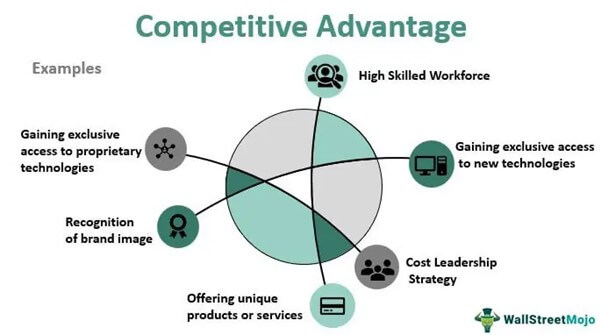 Competitive Advantage
Examples
High Skilled Workforce
Gaining exclusive
access to proprietary
technologies
Gaining exclusive access
to new technologies
Recognition
of brand image
Cost Leadership
Strategy
Offering unique
products or services
WallStreetMojo